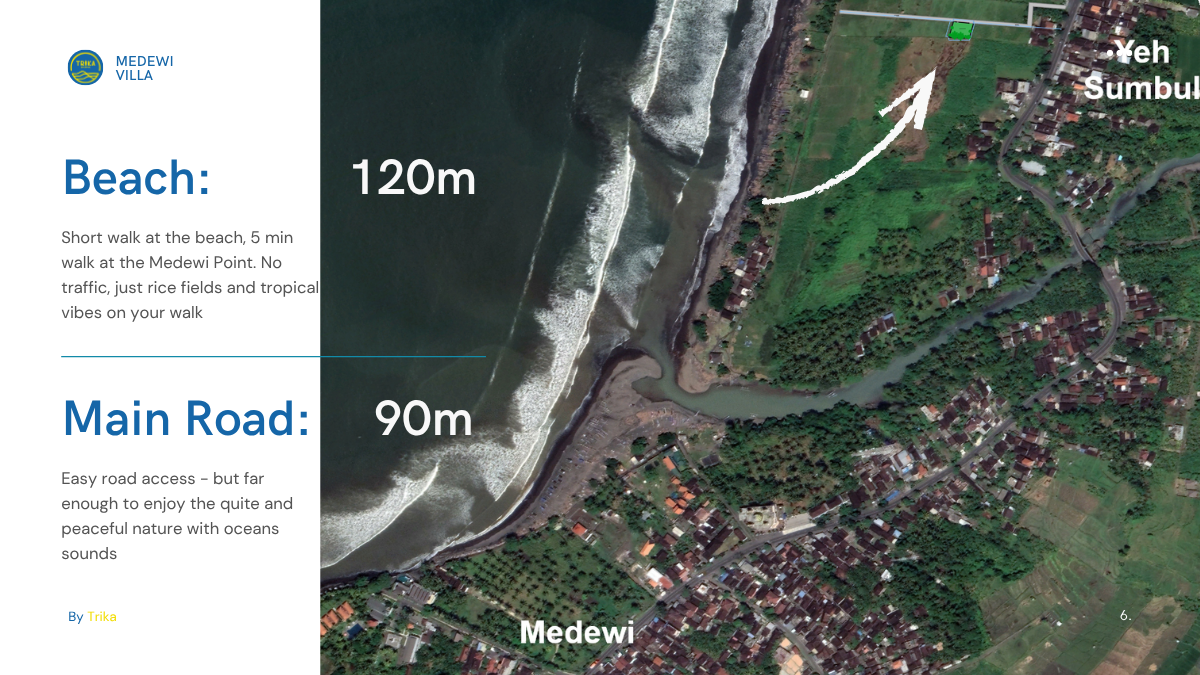 TRIKA
MEDEWI
VILLA
Beach:
120m
Short walk at the beach, 5 min
walk at the Medewi Point. No
traffic, just rice fields and tropical
vibes on your walk
Main Road:
90m
Easy road access - but far
enough to enjoy the quite and
peaceful nature with oceans
sounds
By Trika
Yeh
Sumbul
Medewi
6.